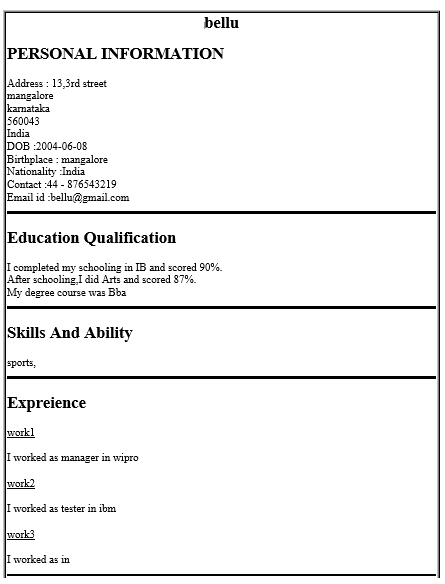 bellu
PERSONAL INFORMATION
Address : 13,3rd street
mangalore
karnataka
560043
India
DOB :2004-06-08
Birthplace : mangalore
Nationality :India
Contact :44 - 876543219
Email id :bellu@gmail.com
Education Qualification
I completed my schooling in IB and scored 90%.
After schooling,I did Arts and scored 87%.
My degree course was Bba
Skills And Ability
sports,
Expreience
work1
I worked as manager in wipro
work2
I worked as tester in ibm
work3
I worked as in